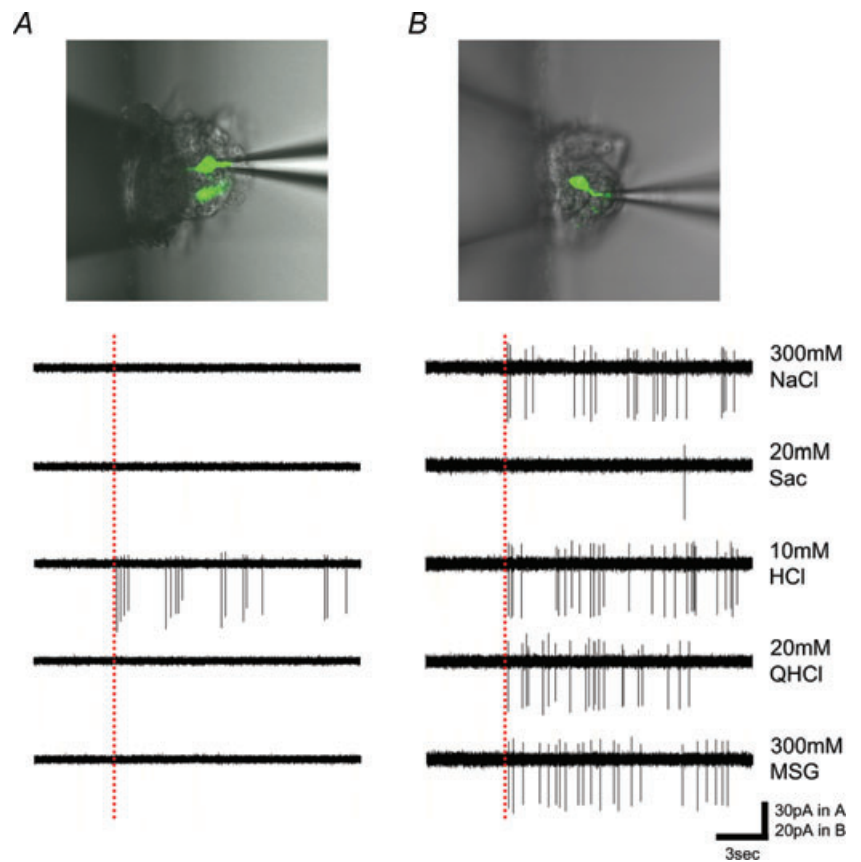 A
B
300mM
NaCl
20mM
Sac
10mM
HCl
20mM
QHCl
300mM
MSG
30pA in A
20pA in B
3sec